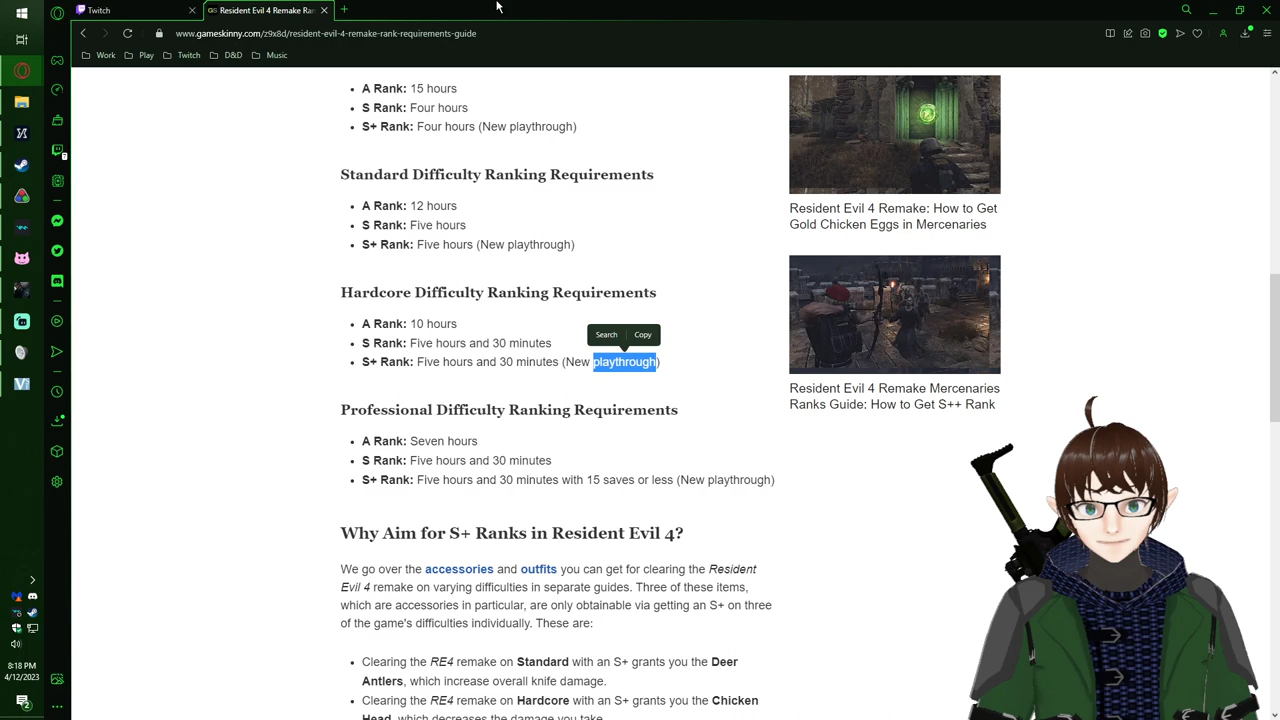 Twitch
Resident Evil 4 Remake Ran
www.gameskinny.com/z9x8d/resident-evil-4-remake-rank-requirements-guide
Work
Play
Twitch
D&D
Music
A Rank: 15 hours
S Rank: Four hours
S+ Rank: Four hours (New playthrough)
Standard Difficulty Ranking Requirements
A Rank: 12 hours
S Rank: Five hours
S+ Rank: Five hours (New playthrough)
Hardcore Difficulty Ranking Requirements
A Rank: 10 hours
Search
Copy
S Rank: Five hours and 30 minutes
S+ Rank: Five hours and 30 minutes (New playthrough)
Professional Difficulty Ranking Requirements
A Rank: Seven hours
S Rank: Five hours and 30 minutes
S+ Rank: Five hours and 30 minutes with 15 saves or less (New playthrough)
Why Aim for S+ Ranks in Resident Evil 4?
We go over the accessories and outfits you can get for clearing the Resident
Evil 4 remake on varying difficulties in separate guides. Three of these items,
which are accessories in particular, are only obtainable via getting an S+ on three
of the game's difficulties individually. These are:
Clearing the RE4 remake on Standard with an S+ grants you the Deer
Antlers, which increase overall knife damage.
Clearing the RE4 remake on Hardcore with an S+ grants you the Chicken
Head, which decreases the damage you take.
Resident Evil 4 Remake: How to Get
Gold Chicken Eggs in Mercenaries
Resident Evil 4 Remake Mercenaries
Ranks Guide: How to Get S++ Rank
8:18 PM
4/12/2023